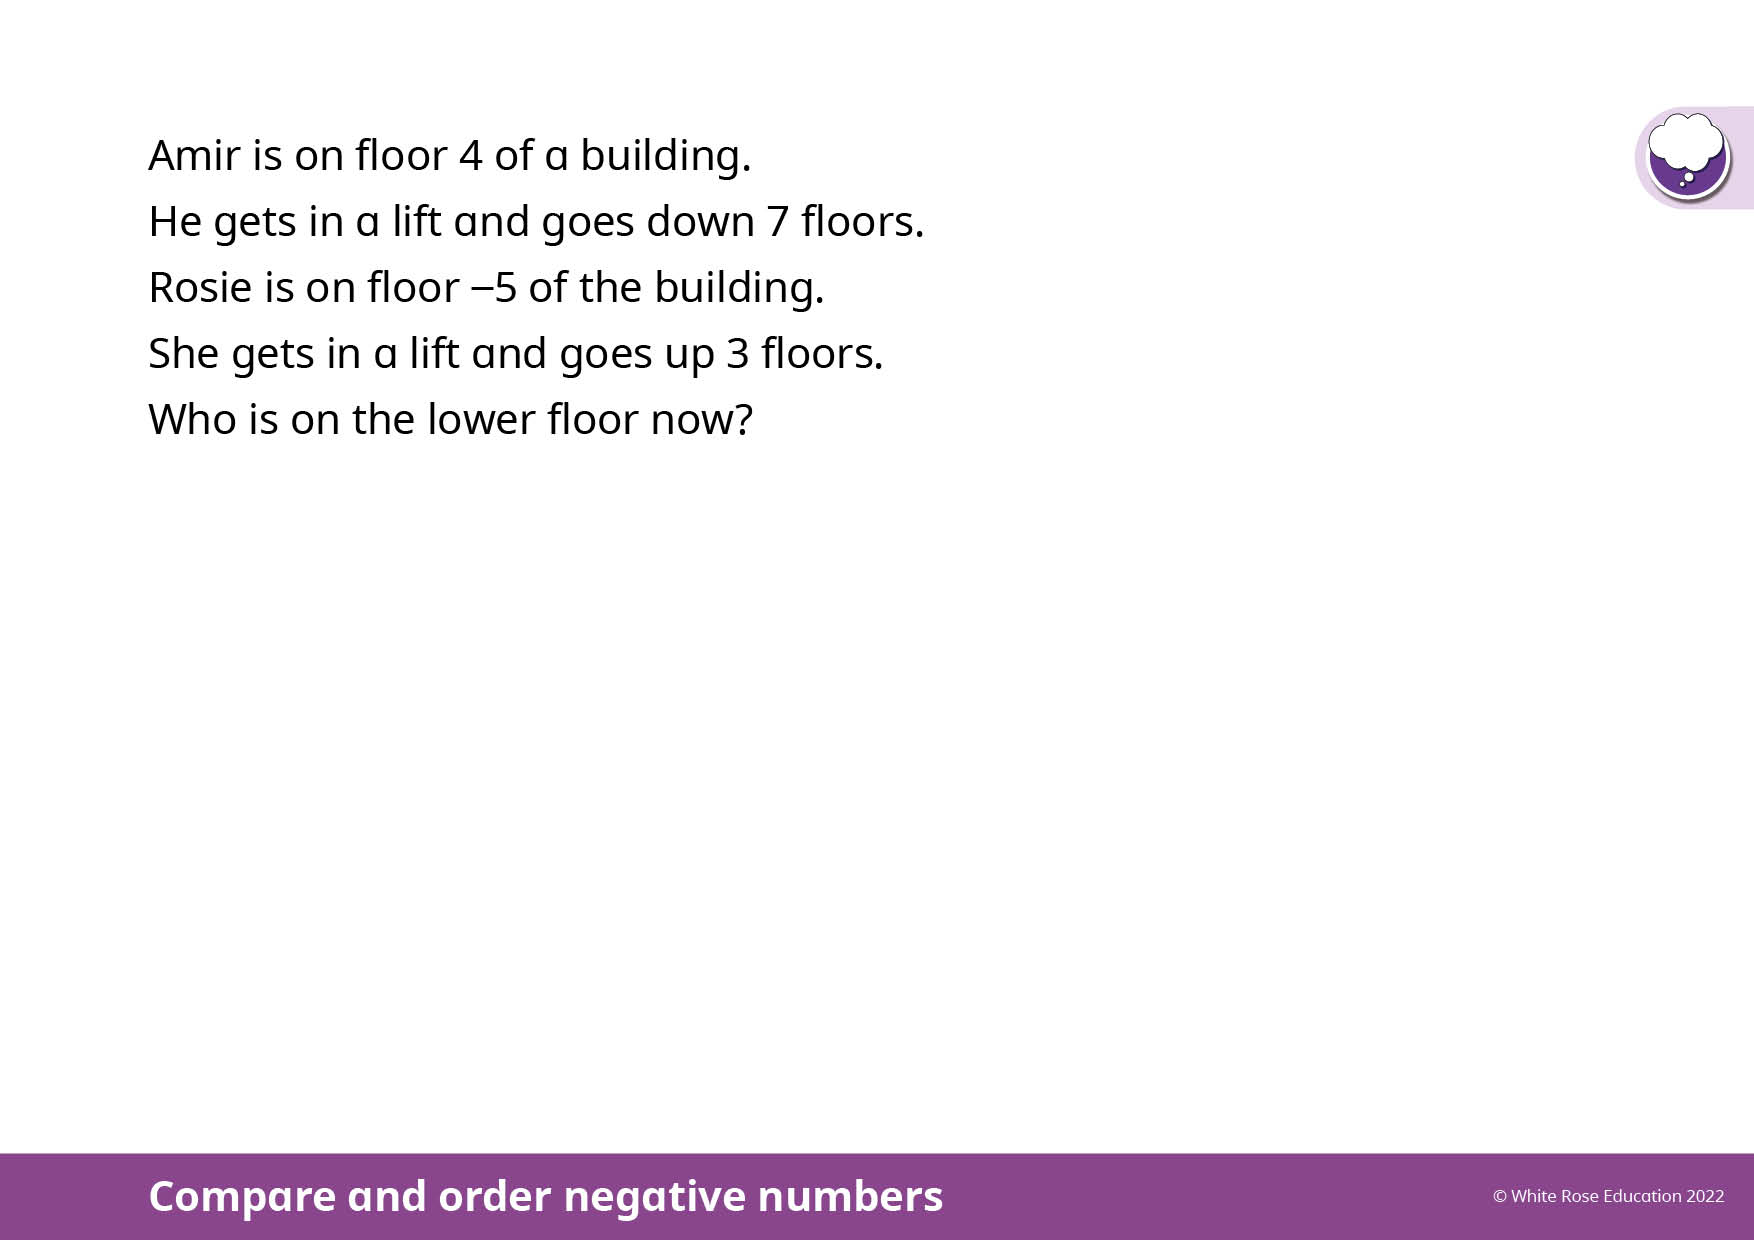 Amir is on floor 4 of a building.
He gets in a lift and goes down 7 floors.
Rosie is on floor −5 of the building.
She gets in a lift and goes up 3 floors.
Who is on the lower floor now?
Compare and order negative numbers
© White Rose Education 2022